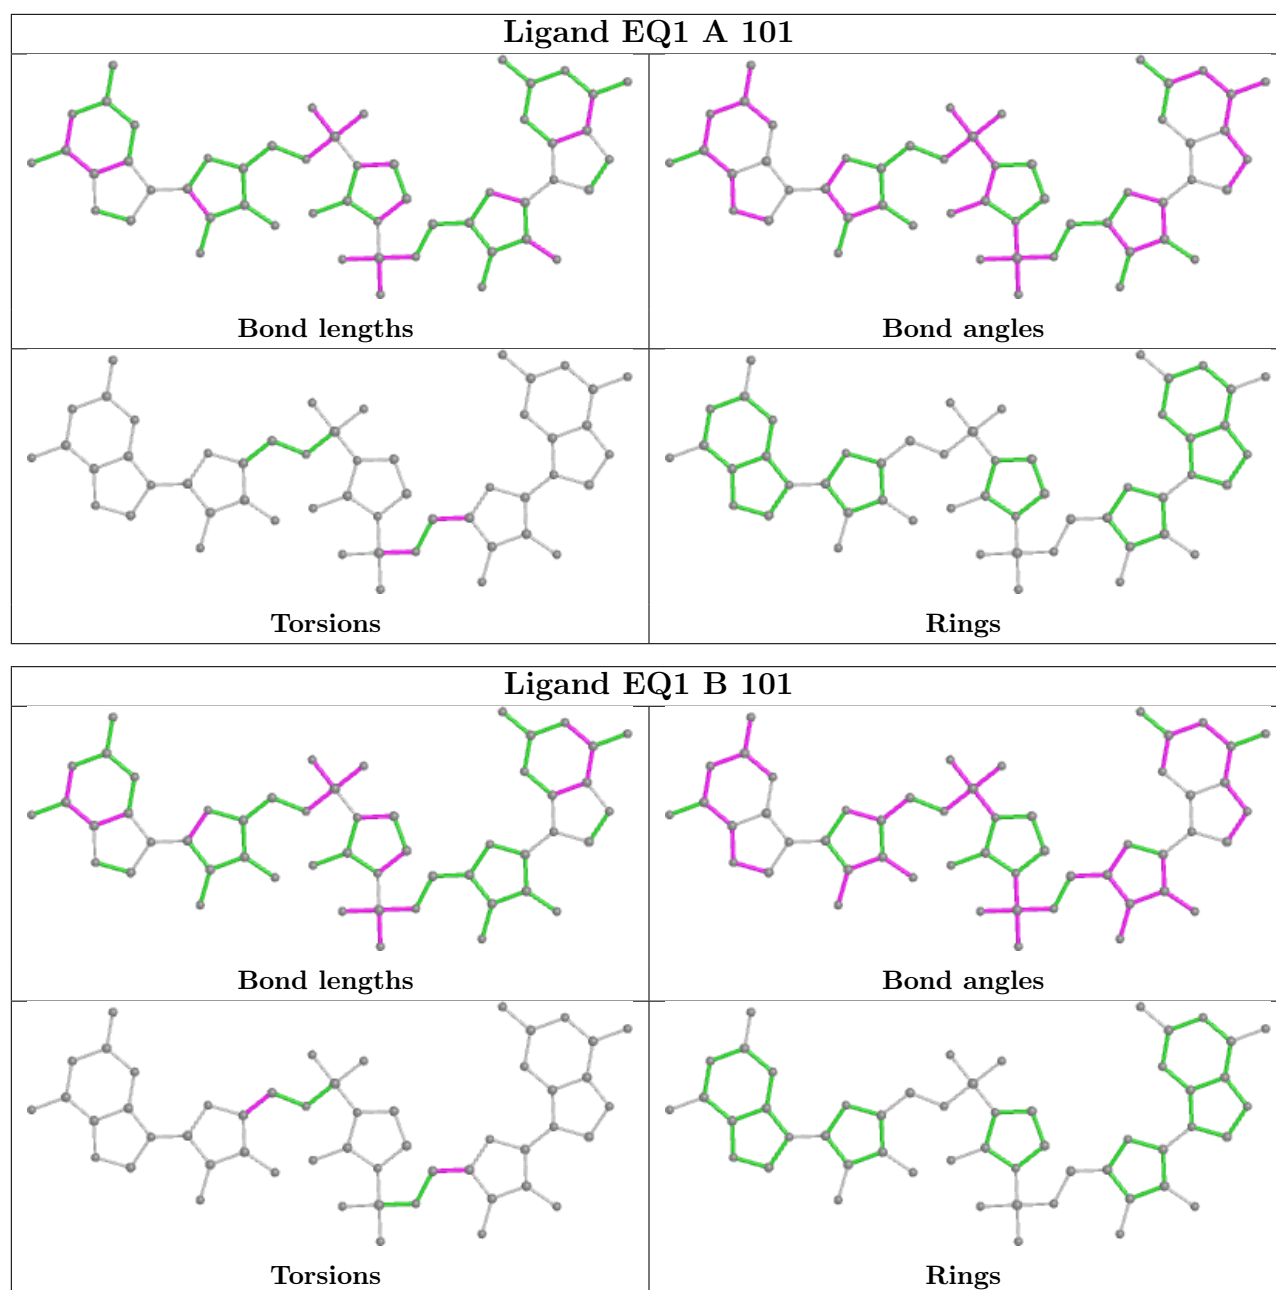 Ligand EQ1 A 101
Bond lengths
Bond angles
Torsions
Rings
Ligand EQ1 B 101
Bond lengths
Bond angles
Torsions
Rings